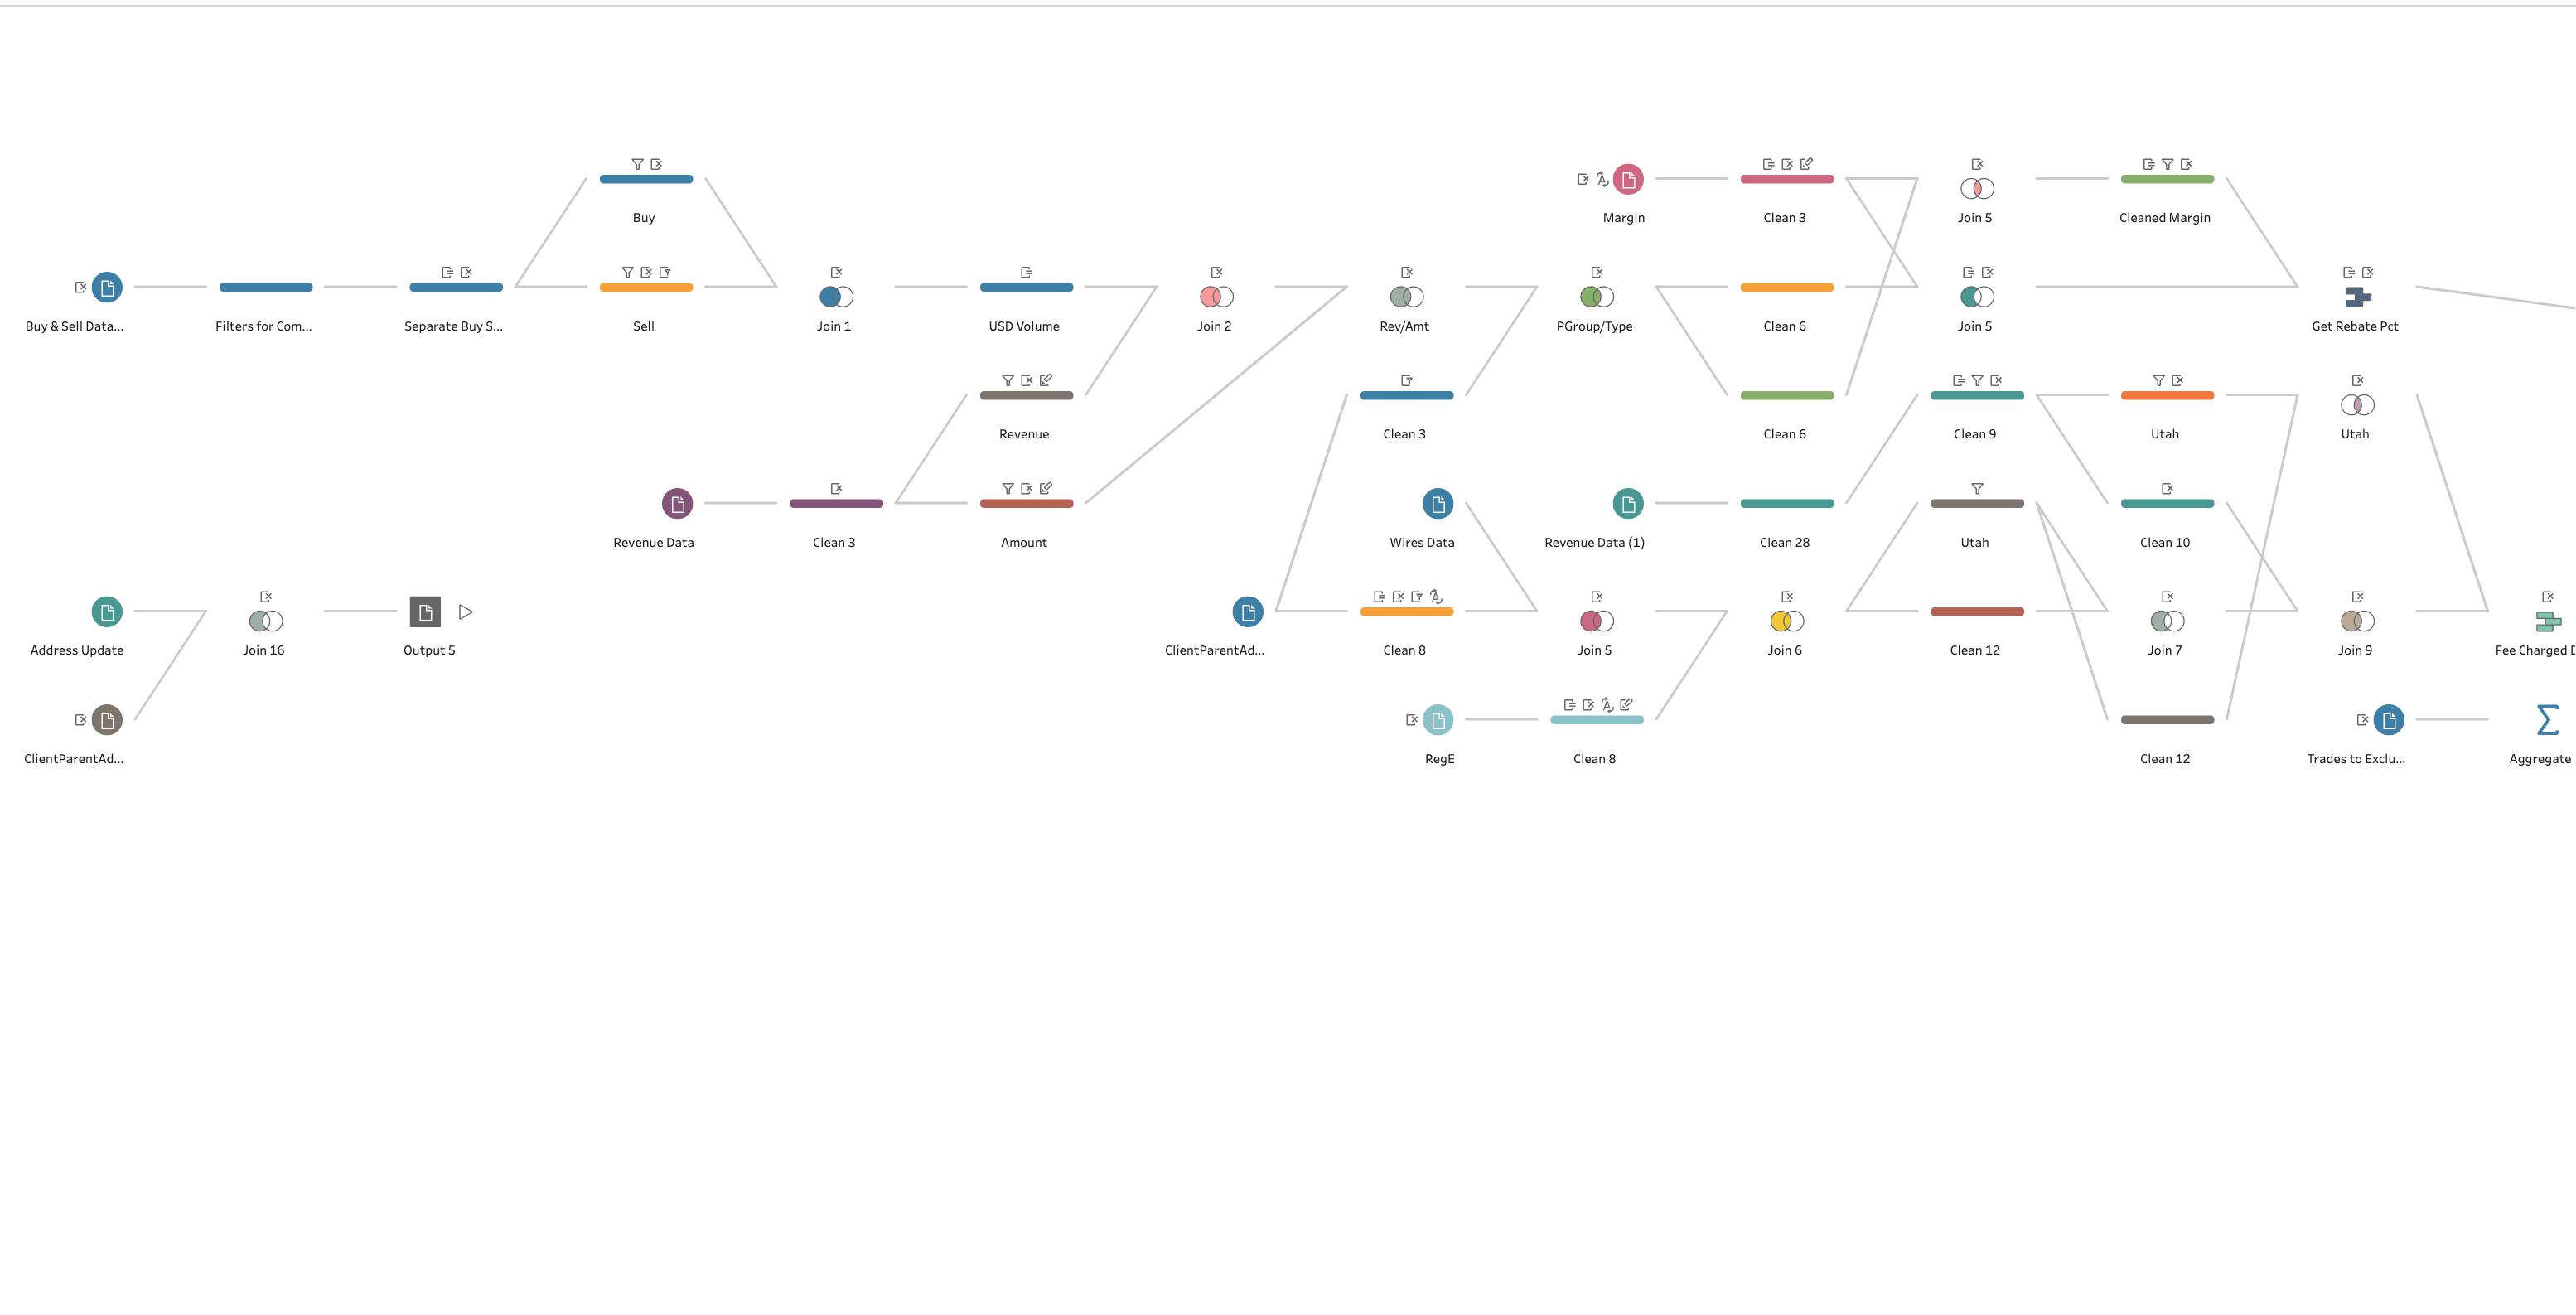 Buy
Margin
Clean 3
Join 5
Cleaned Margin
Buy & Sell Data...
Filters for Com...
Separate Buy S...
Sell
Join 1
USD Volume
Join 2
Rev/Amt
PGroup/Type
Clean 6
Join 5
Get Rebate Pct
Revenue
Clean 3
Clean 6
Clean 9
Utah
Utah
Revenue Data
Clean 3
Amount
Wires Data
Revenue Data (1)
Clean 28
Utah
Clean 10
Address Update
Join 16
Output 5
ClientParentAd...
Clean 8
Join 5
Join 6
Clean 12
Join 7
Join 9
Fee Charged
ClientParentAd...
RegE
Clean 8
Clean 12
Trades to Exclu...
Aggregate